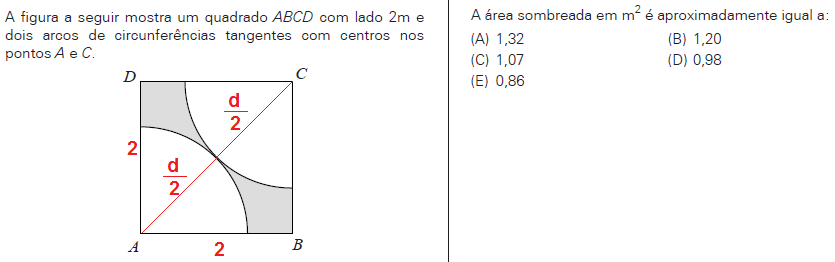 A figura a seguir mostra um quadrado ABCD com lado 2m e
dois arcos de circunferências tangentes com centros nos
pontos A e C.
D
C
d
2
2
d
2
A
2
B
A área sombreada em m² é aproximadamente igual a:
(A) 1,32
(B) 1,20
(C) 1,07
(D) 0,98
(E) 0,86